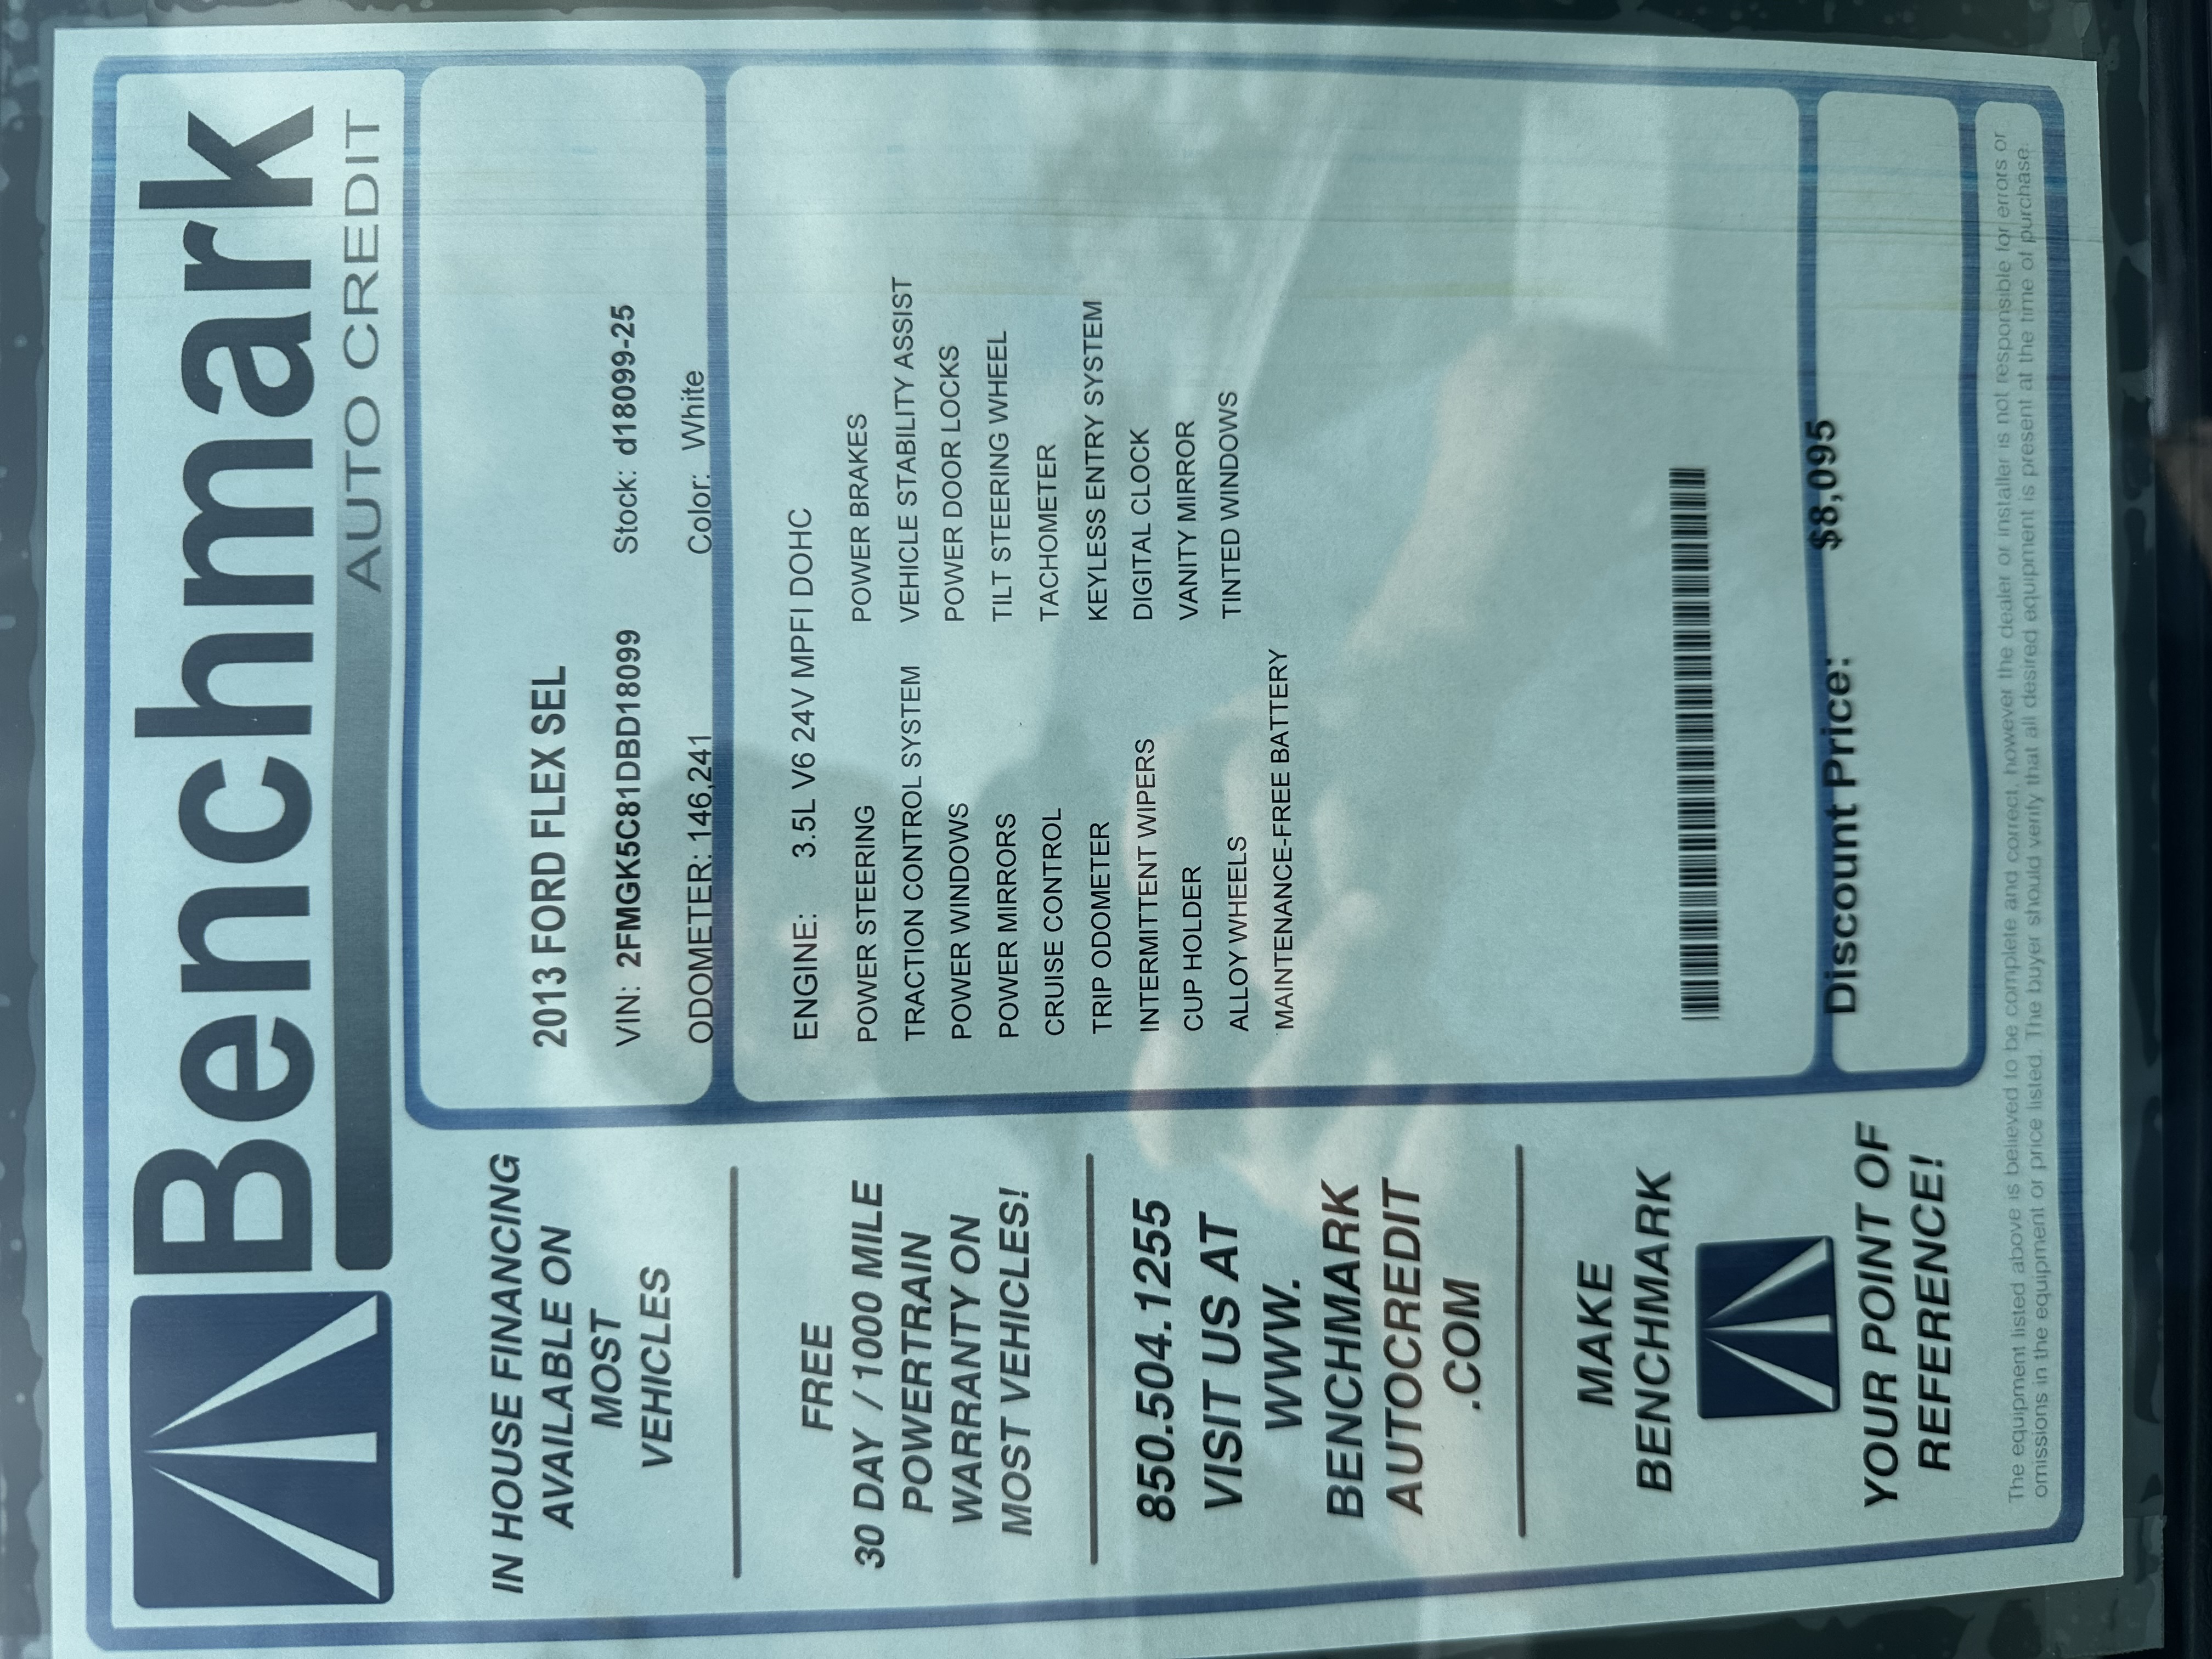 Benchmark
AUTO CREDIT
IN HOUSE FINANCING
AVAILABLE ON
MOST
VEHICLES
FREE
30 DAY / 1000 MILE
POWERTRAIN
WARRANTY ON
MOST VEHICLES!
850.504.1255
VISIT US AT
WWW.
BENCHMARK
AUTOCREDIT
.COM
MAKE
BENCHMARK
YOUR POINT OF
REFERENCE!
2013 FORD FLEX SEL
VIN: 2FMGK5C81DBD18099 Stock: d18099-25
ODOMETER: 146,241 Color: White
ENGINE: 3.5L V6 24V MPFI DOHC
POWER STEERING POWER BRAKES
TRACTION CONTROL SYSTEM VEHICLE STABILITY ASSIST
POWER WINDOWS POWER DOOR LOCKS
POWER MIRRORS TILT STEERING WHEEL
CRUISE CONTROL TACHOMETER
TRIP ODOMETER KEYLESS ENTRY SYSTEM
INTERMITTENT WIPERS DIGITAL CLOCK
CUP HOLDER VANITY MIRROR
ALLOY WHEELS TINTED WINDOWS
MAINTENANCE-FREE BATTERY
Discount Price: $8,095
The equipment listed above is believed to be complete and correct, however the dealer or installer is not responsible for errors or
omissions in the equipment or price listed. The buyer should verify that all desired equipment is present at the time of purchase.